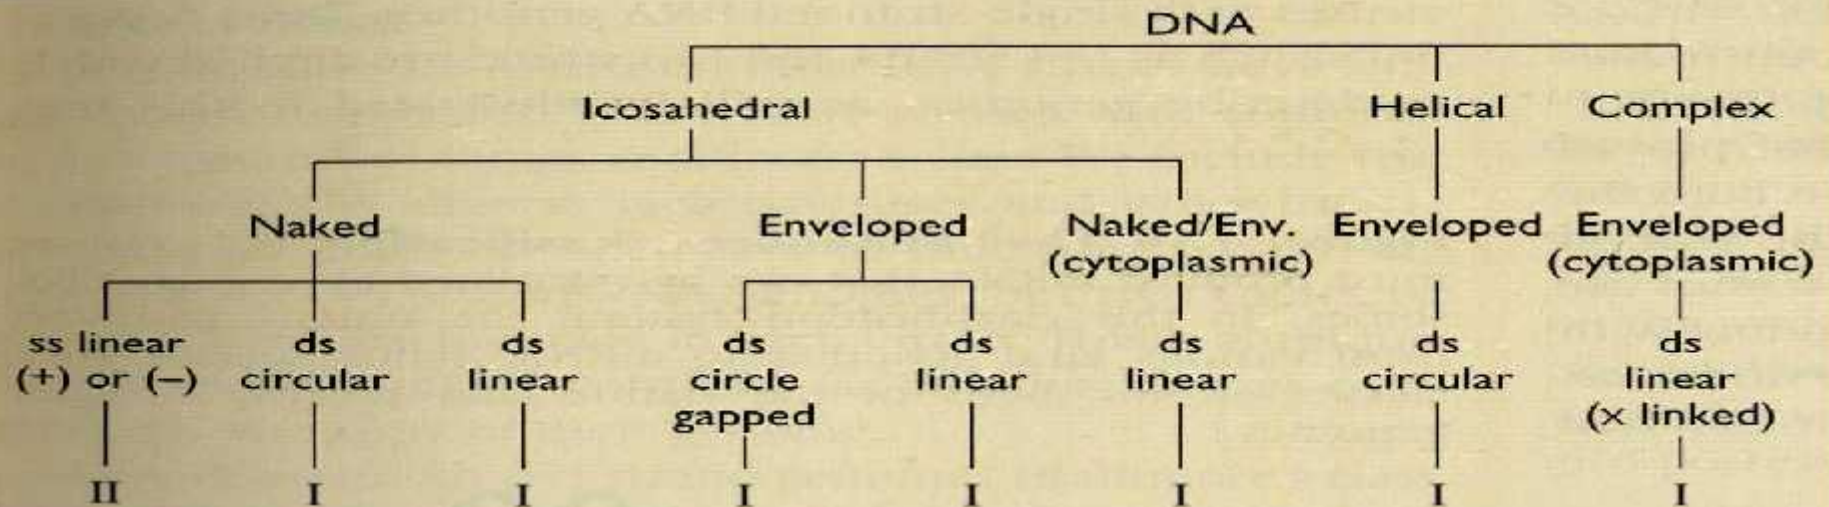 DNA
Icosahedral Helical Complex
Naked Enveloped Naked/Env. Enveloped Enveloped
(cytoplasmic) (cytoplasmic)
ss linear ds ds ds ds ds ds ds
(+) or (−) circular linear circle linear linear circular linear
gapped (x linked)
II I I I I I I I